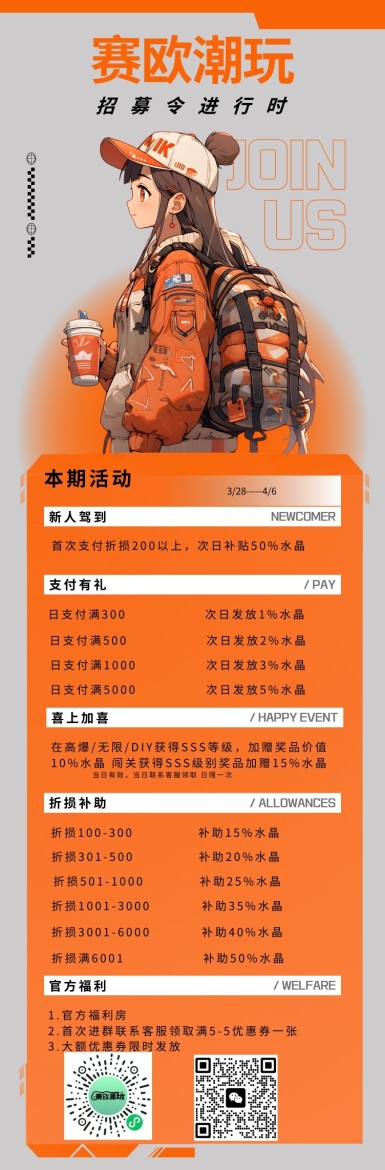 赛欧潮玩
招募令进行时
JOIN
US
本期活动
3/28-----4/6
新人驾到 NEWCOMER
首次支付折损200以上，次日补贴50%水晶
支付有礼 / PAY
日支付满300 次日发放1%水晶
日支付满500 次日发放2%水晶
日支付满1000 次日发放3%水晶
日支付满5000 次日发放5%水晶
喜上加喜 / HAPPY EVENT
在高爆/无限/DIY获得SSS等级，加赠奖品价值
10%水晶 闯关获得SSS级别奖品加赠15%水晶
当日有效，当日联系客服领取 日限一次
折损补助 / ALLOWANCES
折损100-300 补助15%水晶
折损301-500 补助20%水晶
折损501-1000 补助25%水晶
折损1001-3000 补助35%水晶
折损3001-6000 补助40%水晶
折损满6001 补助50%水晶
官方福利 / WELFARE
1.官方福利房
2.首次进群联系客服领取满5-5优惠券一张
3.大额优惠券限时发放
赛欧潮玩